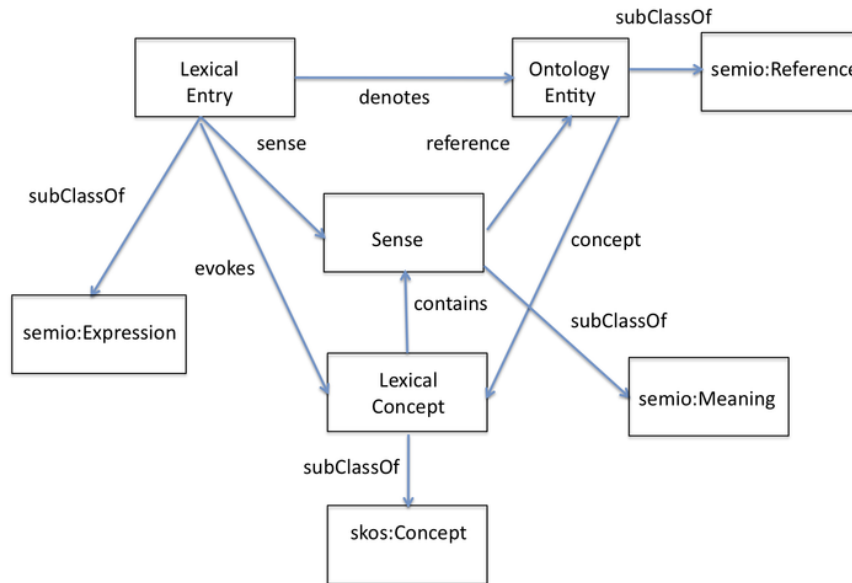 subClassOf
Lexical
Entry
denotes
Ontology
Entity
semio:Reference
sense
reference
subClassOf
Sense
concept
evokes
contains
semio:Expression
subClassOf
Lexical
Concept
semio:Meaning
subClassOf
skos:Concept